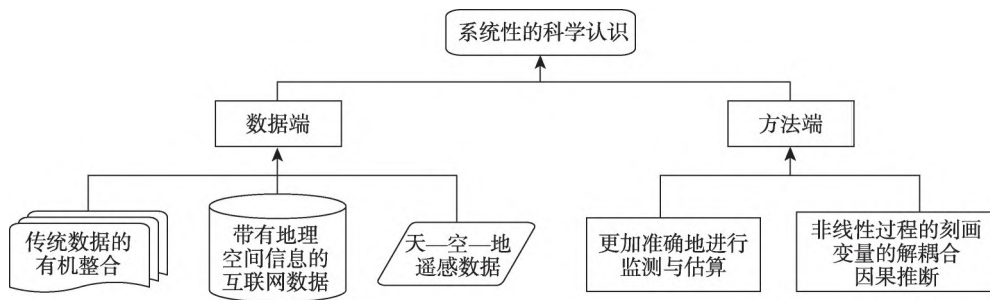 系统性的科学认识
数据端
方法端
传统数据的
有机整合
带有地理
空间信息的
互联网数据
天—空—地
遥感数据
更加准确地进行
监测与估算
非线性过程的刻画
变量的解耦合
因果推断